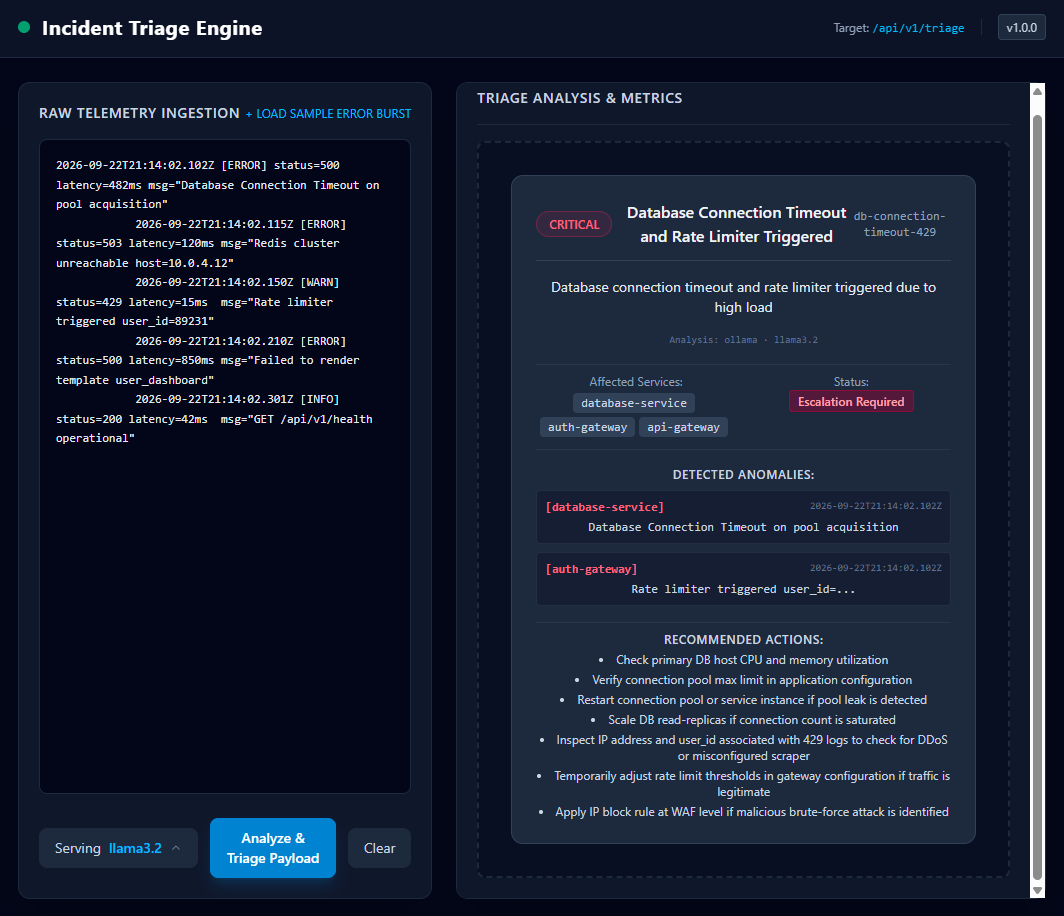 Incident Triage Engine
Target: /api/v1/triage
v1.0.0
RAW TELEMETRY INGESTION
+ LOAD SAMPLE ERROR BURST
2026-09-22T21:14:02.102Z [ERROR] status=500
latency=482ms msg="Database Connection Timeout on
pool acquisition"
2026-09-22T21:14:02.115Z [ERROR]
status=503 latency=120ms msg="Redis cluster
unreachable host=10.0.4.12"
2026-09-22T21:14:02.150Z [WARN]
status=429 latency=15ms  msg="Rate limiter
triggered user_id=89231"
2026-09-22T21:14:02.210Z [ERROR]
status=500 latency=850ms msg="Failed to render
template user_dashboard"
2026-09-22T21:14:02.301Z [INFO]
status=200 latency=42ms  msg="GET /api/v1/health
operational"
Serving llama3.2
Analyze &
Triage Payload
Clear
TRIAGE ANALYSIS & METRICS
CRITICAL
Database Connection Timeout
and Rate Limiter Triggered
db-connection-
timeout-429
Database connection timeout and rate limiter triggered due to
high load
Analysis: ollama · llama3.2
Affected Services:
database-service
auth-gateway
api-gateway
Status:
Escalation Required
DETECTED ANOMALIES:
[database-service]
2026-09-22T21:14:02.102Z
Database Connection Timeout on pool acquisition
[auth-gateway]
2026-09-22T21:14:02.102Z
Rate limiter triggered user_id=...
RECOMMENDED ACTIONS:
• Check primary DB host CPU and memory utilization
• Verify connection pool max limit in application configuration
• Restart connection pool or service instance if pool leak is detected
• Scale DB read-replicas if connection count is saturated
• Inspect IP address and user_id associated with 429 logs to check for DDoS
or misconfigured scraper
• Temporarily adjust rate limit thresholds in gateway configuration if traffic is
legitimate
• Apply IP block rule at WAF level if malicious brute-force attack is identified